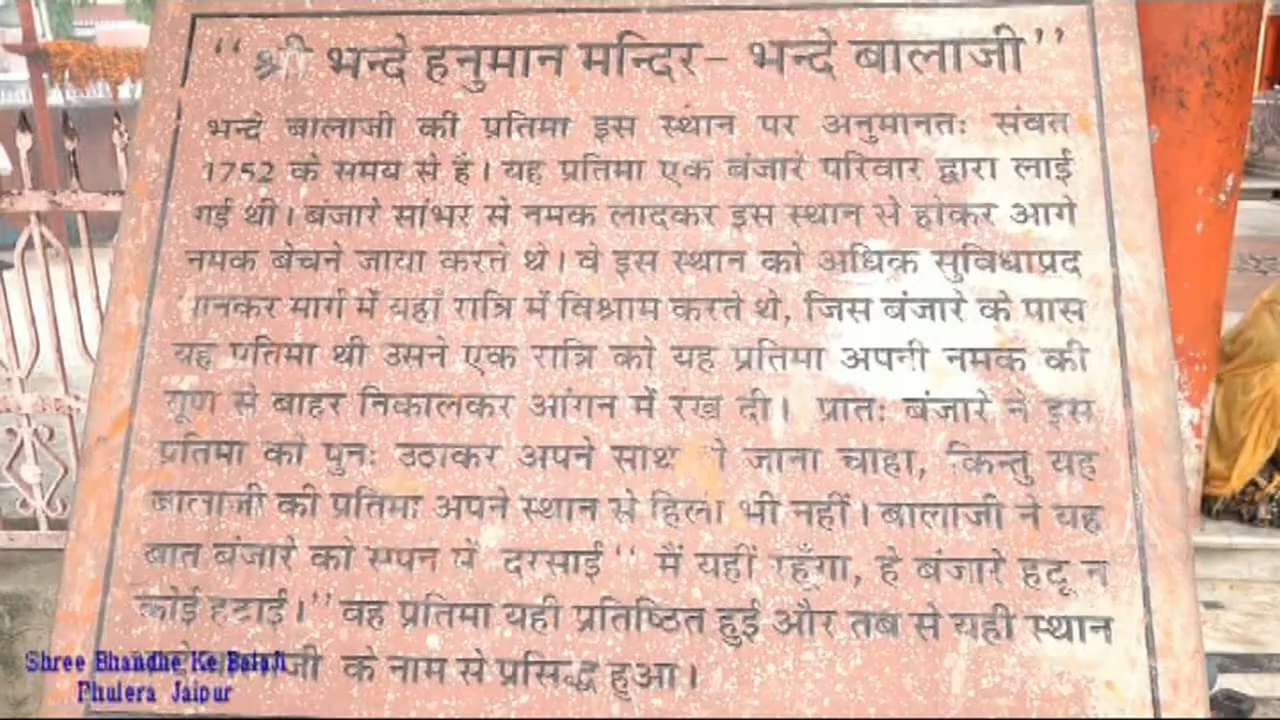 “ श्री भन्दे हनुमान मन्दिर- भन्दे बालाजी”
भन्दे बालाजी की प्रतिमा इस स्थान पर अनुमानतः संवत
1752 के समय से है। यह प्रतिमा एक बंजारे परिवार द्वारा लाई
गई थी। बंजारे सांभर से नमक लादकर इस स्थान से होकर आगे
नमक बेचने जाया करते थे। वे इस स्थान को अधिक सुविधाप्रद
मार्ग में यहाँ रात्रि में विश्राम करते थे, जिस बंजारे के पास
यह प्रतिमा थी उसने एक रात्रि को यह प्रतिमा अपनी नमक की
गूण से बाहर निकालकर आंगन में रख दी। प्रातः बंजारे ने इस
प्रतिमा को पुनः उठाकर अपने साथ जाना चाहा, किन्तु यह
बालाजी की प्रतिमा अपने स्थान से हिला भी नहीं। बालाजी ने यह
बात बंजारे को सपन में दरसाई “ मैं यहीं रहूँगा, हे बंजारे हटू न
कोई हटाई।” वह प्रतिमा यही प्रतिष्ठित हुई और तब से यही स्थान
के नाम से प्रसिद्ध हुआ।
Shree Bhandhe Ke Balaji
Phulera Jaipur